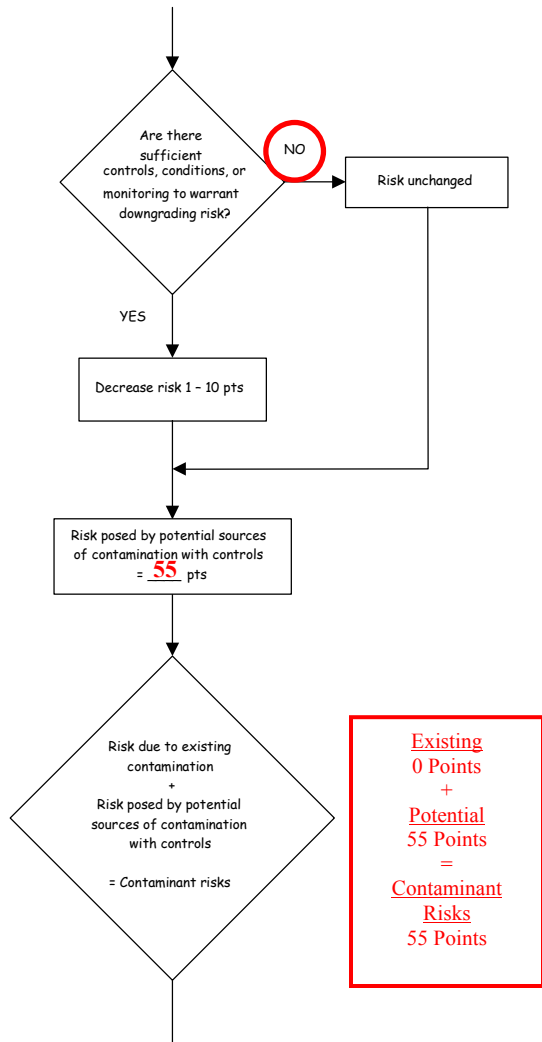 Are there
sufficient
controls, conditions, or
monitoring to warrant
downgrading risk?
NO
Risk unchanged
YES
Decrease risk 1 – 10 pts
Risk posed by potential sources
of contamination with controls
= 55 pts
Risk due to existing
contamination
+
Risk posed by potential
sources of contamination
with controls
= Contaminant risks
Existing
0 Points
+
Potential
55 Points
=
Contaminant
Risks
55 Points